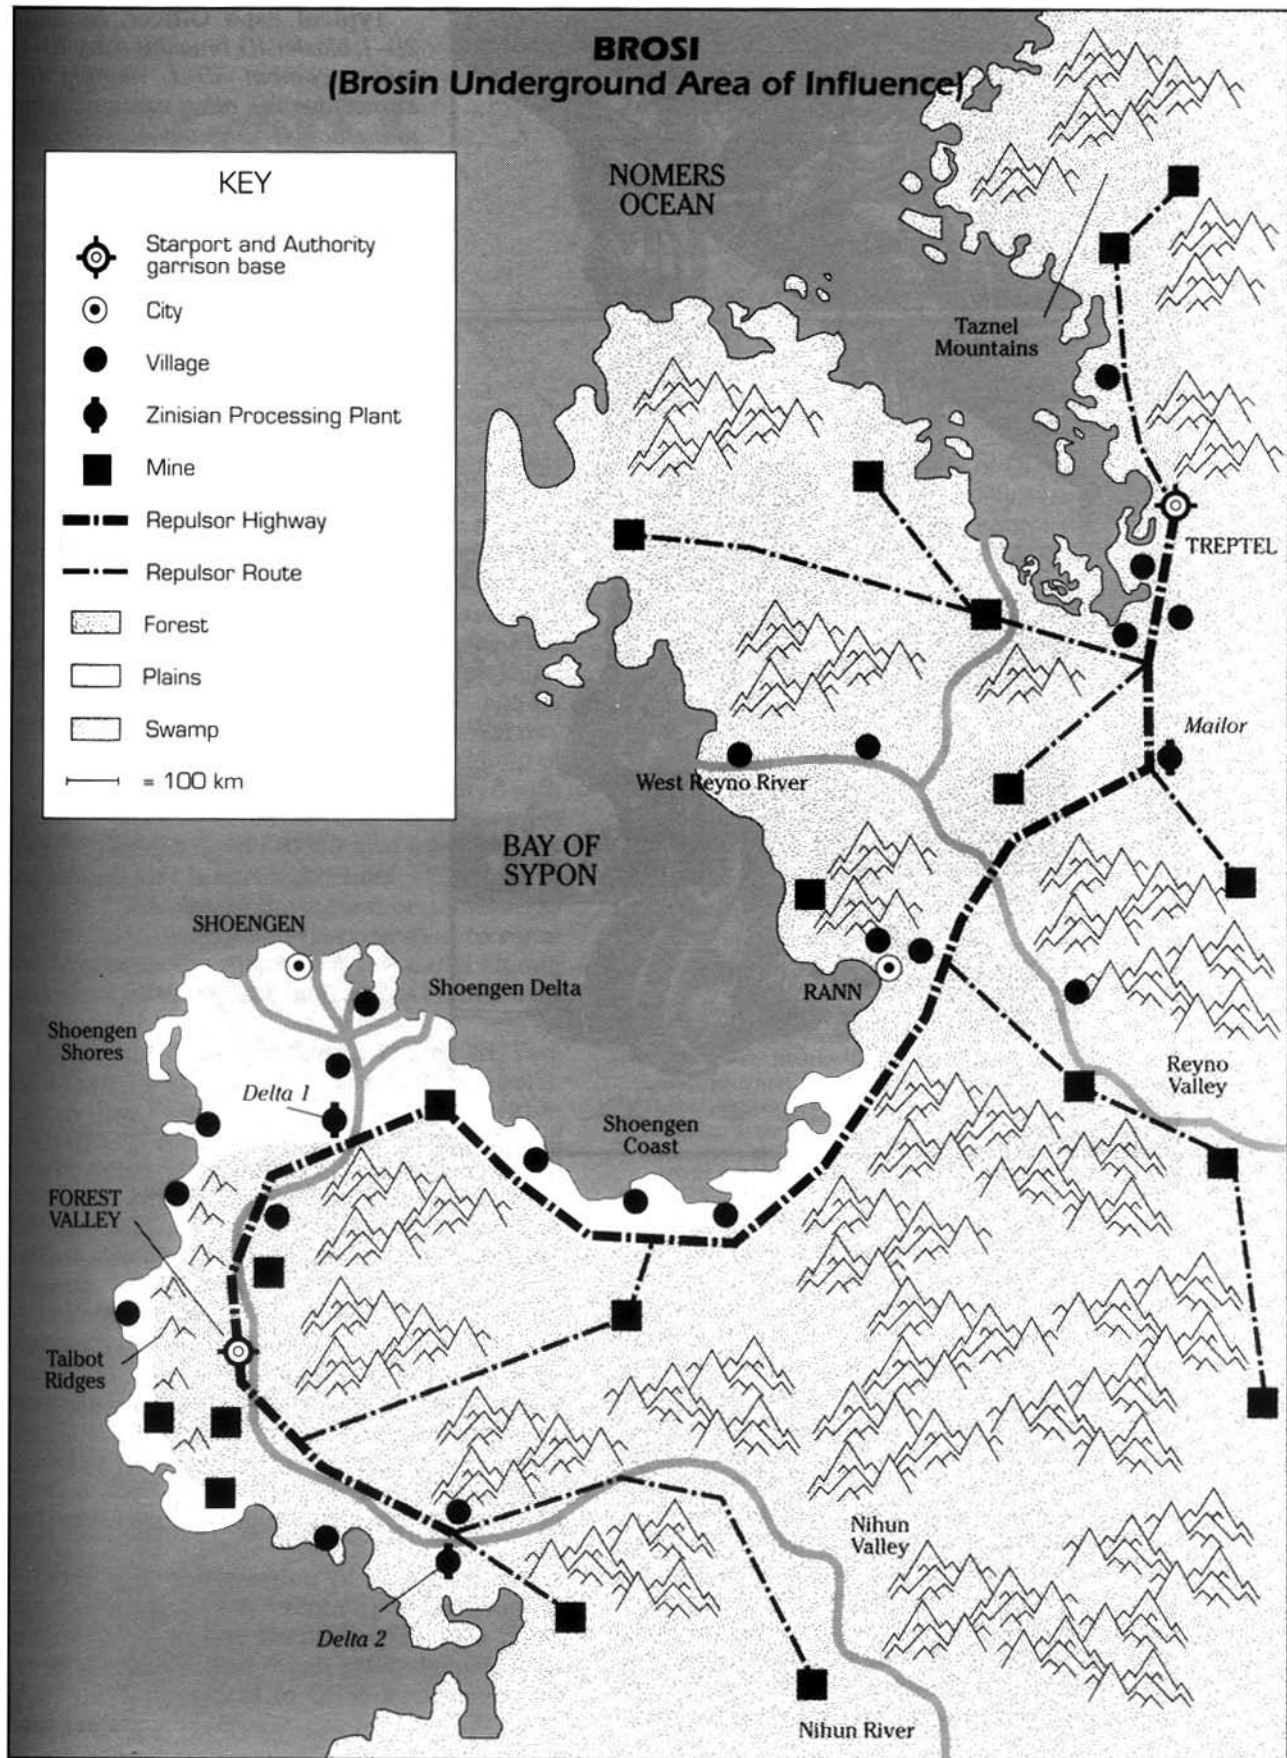 BROSI
(Brosin Underground Area of Influence)
KEY
Starport and Authority
garrison base
City
Village
Zinisian Processing Plant
Mine
Repulsor Highway
Repulsor Route
Forest
Plains
Swamp
= 100 km
NOMERS
OCEAN
Taznel
Mountains
TREPTEL
Mailor
West Reyno River
BAY OF
SYPON
SHOENGEN
Shoengen Delta
RANN
Shoengen
Shores
Reyno
Valley
Delta 1
Shoengen
Coast
FOREST
VALLEY
Talbot
Ridges
Nihun
Valley
Delta 2
Nihun River